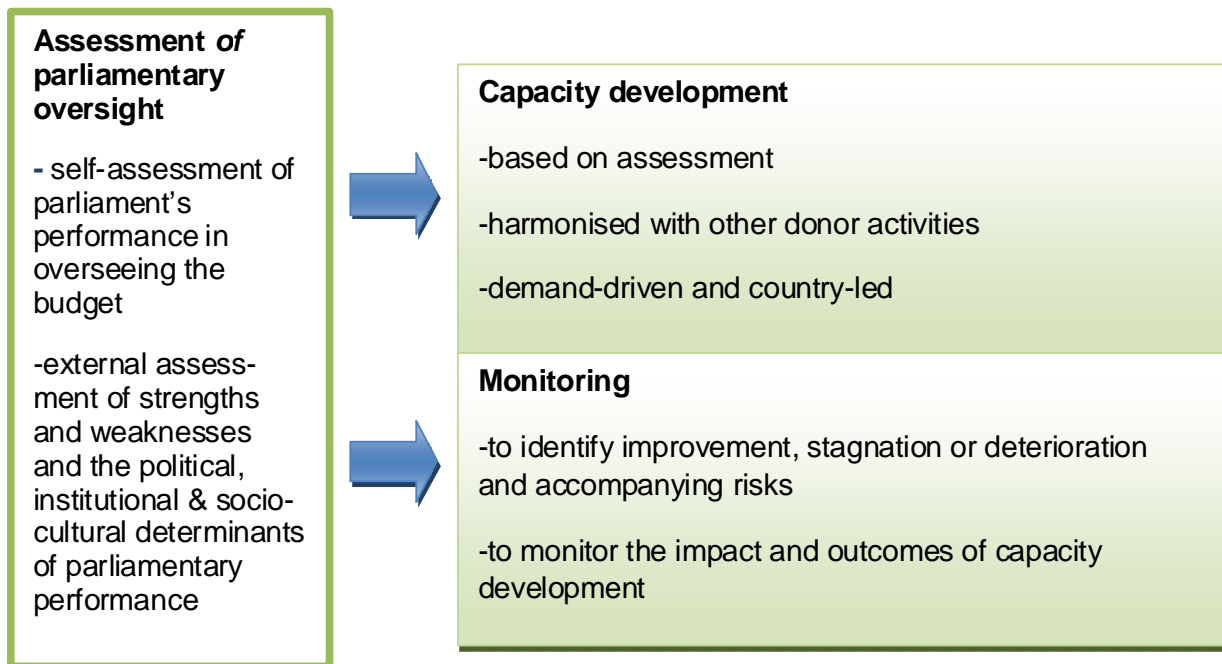 Assessment of
parliamentary
oversight
- self-assessment of
parliament's
performance in
overseeing the
budget
-external assess-
ment of strengths
and weaknesses
and the political,
institutional & socio-
cultural determinants
of parliamentary
performance
Capacity development
-based on assessment
-harmonised with other donor activities
-demand-driven and country-led
Monitoring
-to identify improvement, stagnation or deterioration
and accompanying risks
-to monitor the impact and outcomes of capacity
development